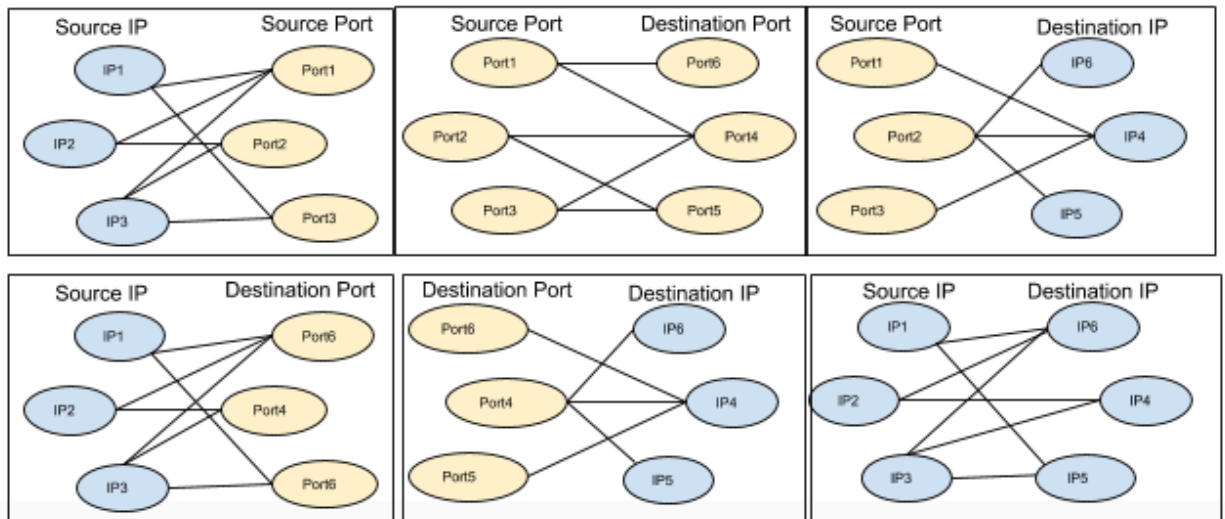 Source IP
Source Port
IP1
Port1
IP2
Port2
IP3
Port3
Source Port
Destination Port
Port1
Port6
Port2
Port4
Port3
Port5
Source Port
Destination IP
Port1
IP6
Port2
IP4
Port3
IP5
Source IP
Destination Port
IP1
Port6
IP2
Port4
IP3
Port6
Destination Port
Destination IP
Port6
IP6
Port4
IP4
Port5
IP5
Source IP
Destination IP
IP1
IP6
IP2
IP4
IP3
IP5